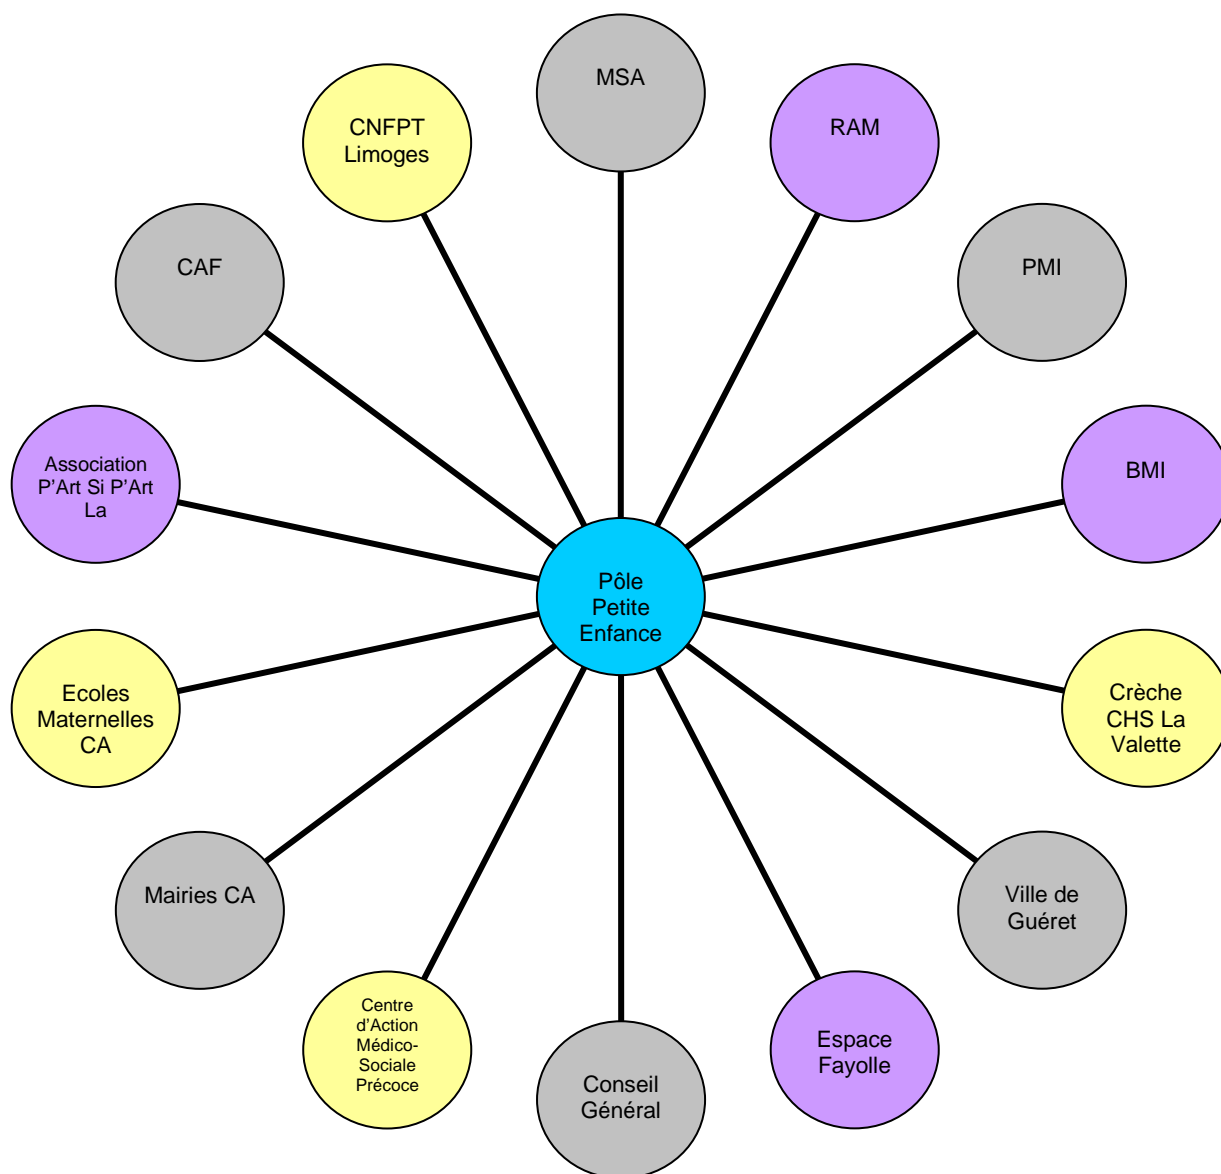 MSA
RAM
PMI
BMI
Crèche
CHS La
Valette
Ville de
Guéret
Espace
Fayolle
Conseil
Général
Centre
d'Action
Médico-
Sociale
Précoce
Mairies CA
Ecoles
Maternelles
CA
Association
P'Art Si P'Art
La
CAF
CNFPT
Limoges
Pôle
Petite
Enfance